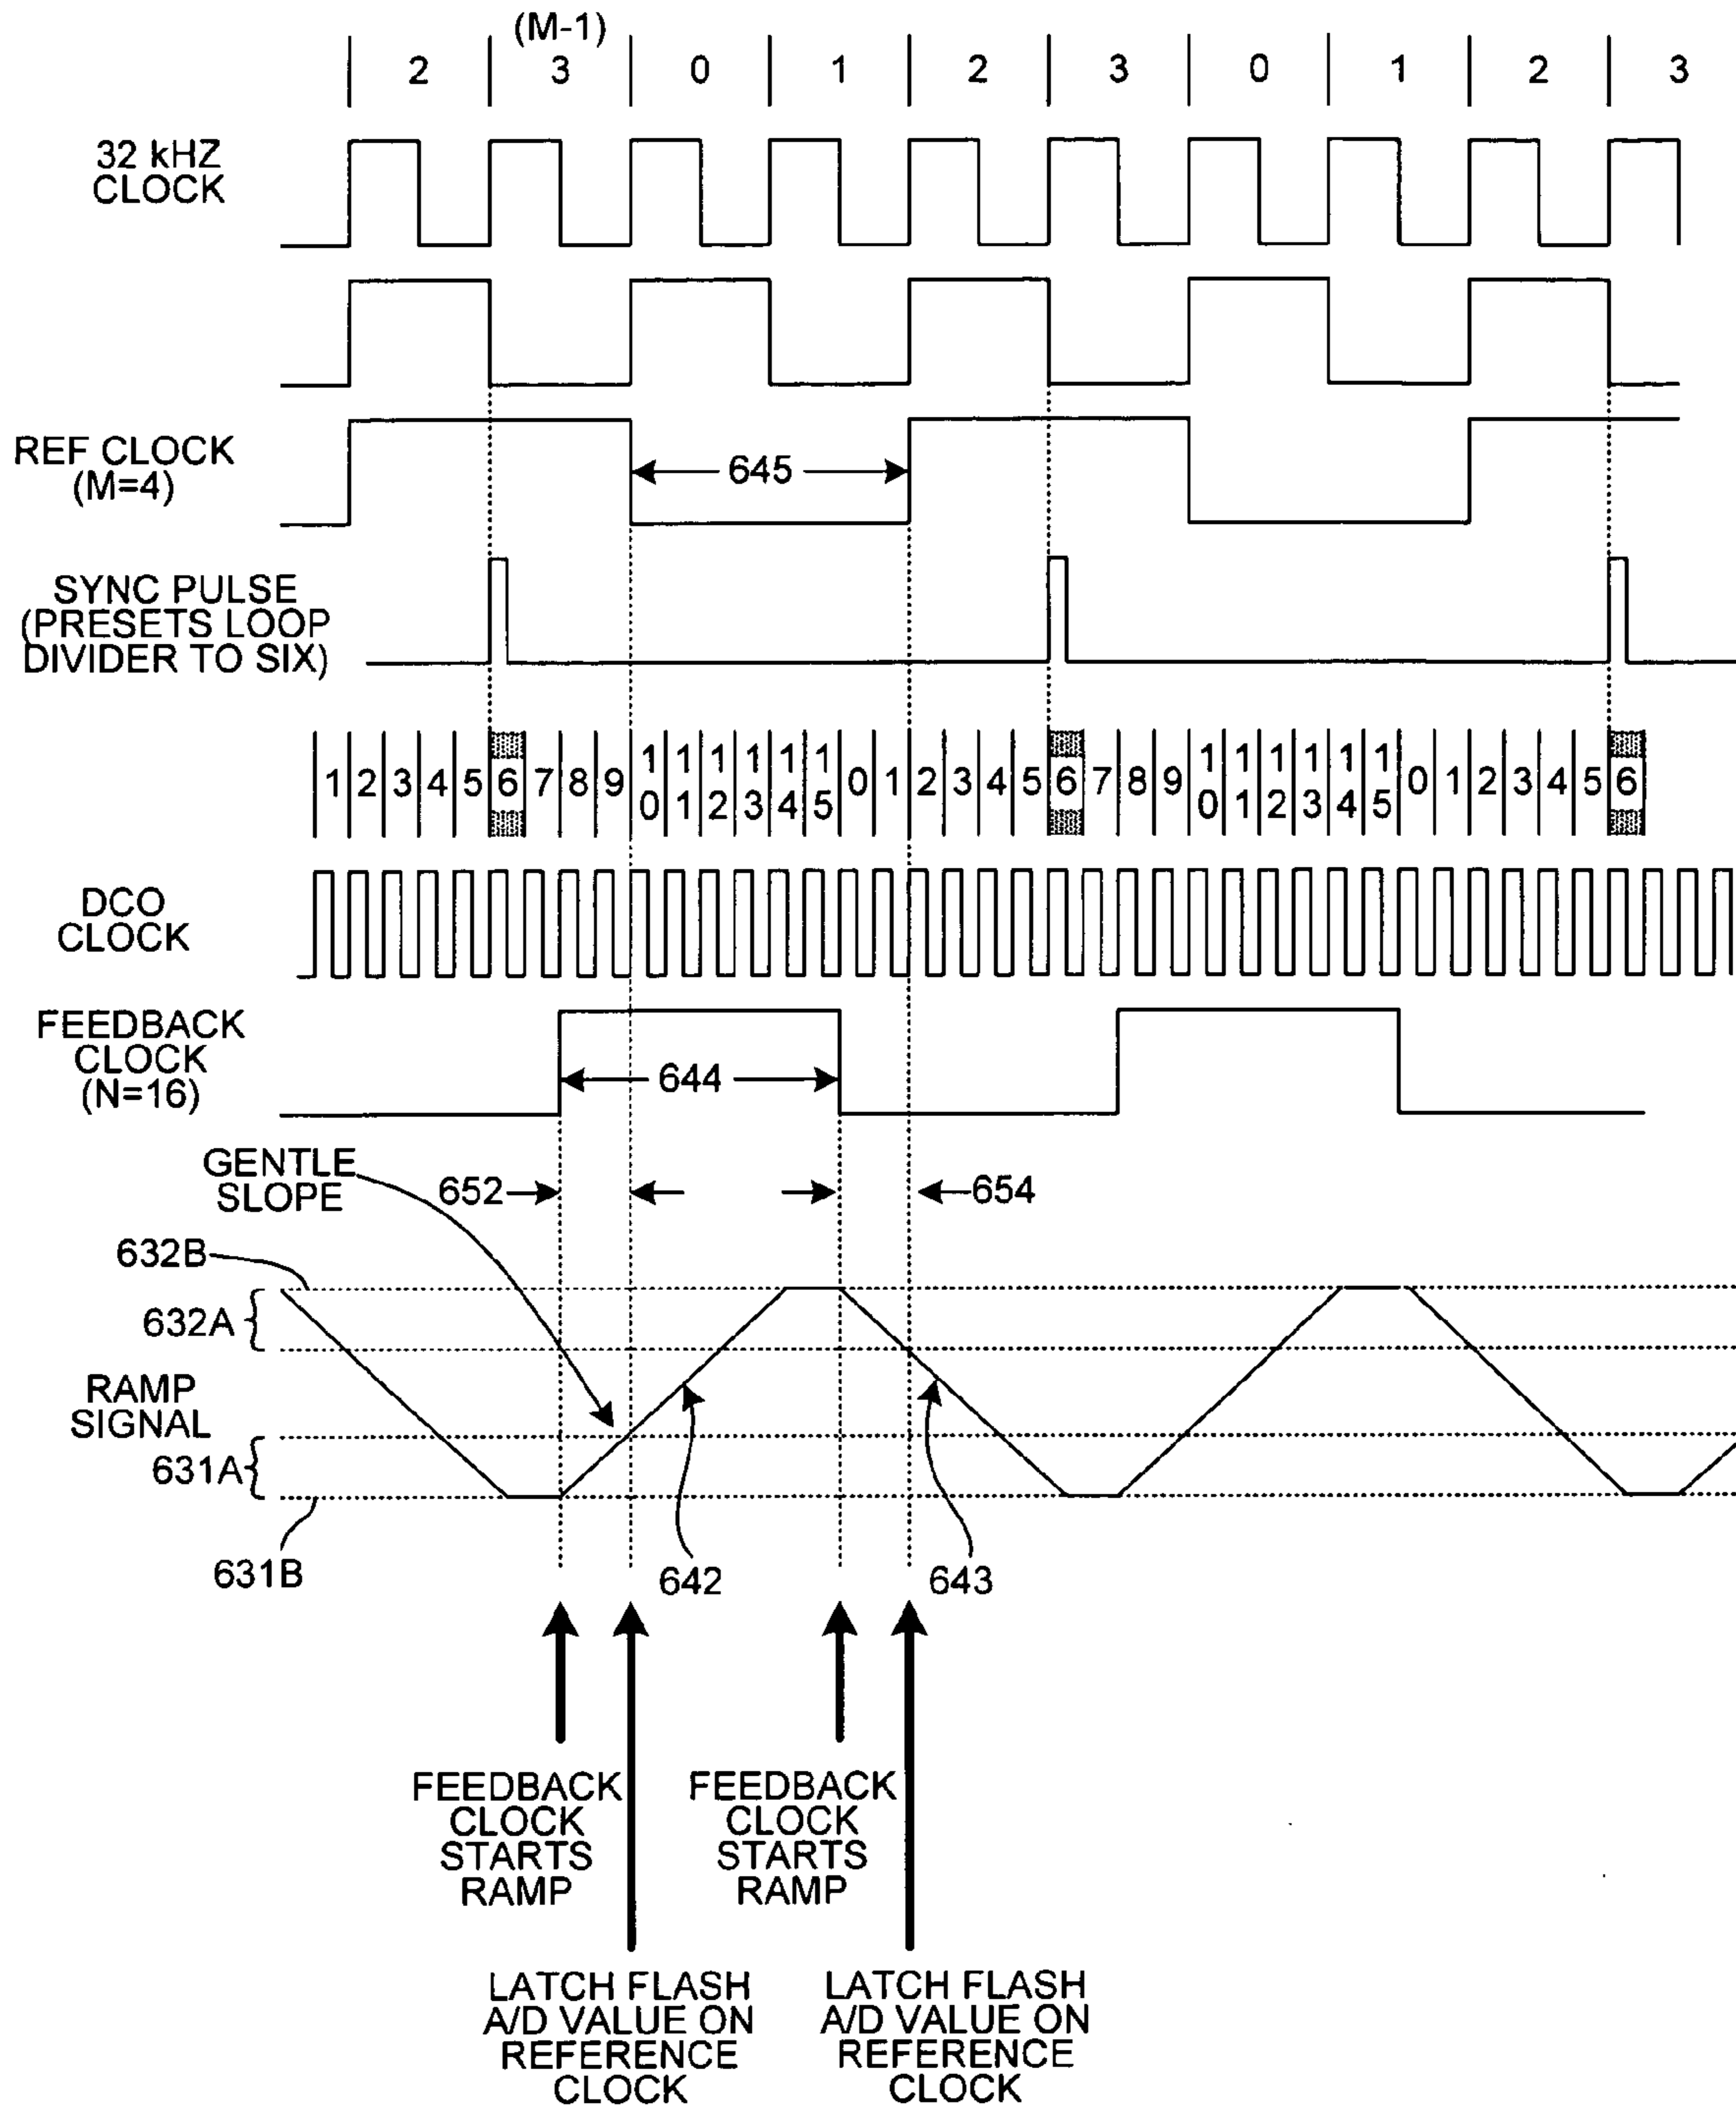 (M-1)
2 3 0 1 2 3 0 1 2 3
32 kHZ
CLOCK
REF CLOCK
(M=4)
645
SYNC PULSE
(PRESETS LOOP
DIVIDER TO SIX)
1 2 3 4 5 6 7 8 9 10 11 12 13 14 15 0 1 2 3 4 5 6 7 8 9 10 11 12 13 14 15 0 1 2 3 4 5 6
DCO
CLOCK
FEEDBACK
CLOCK
(N=16)
644
GENTLE
SLOPE
652
654
632B
632A
RAMP
SIGNAL
631A
631B
642
643
FEEDBACK
CLOCK
STARTS
RAMP
FEEDBACK
CLOCK
STARTS
RAMP
LATCH FLASH
A/D VALUE ON
REFERENCE
CLOCK
LATCH FLASH
A/D VALUE ON
REFERENCE
CLOCK